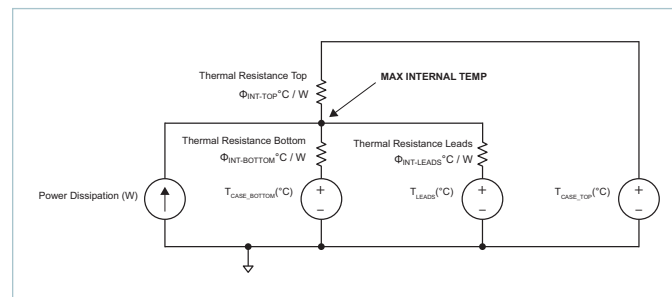 Thermal Resistance Top
MAX INTERNAL TEMP
ΦINT-TOP°C / W
Thermal Resistance Bottom
Thermal Resistance Leads
ΦINT-BOTTOM°C / W
ΦINT-LEADS°C / W
Power Dissipation (W)
TCASE_BOTTOM(°C)
+
–
TLEADS(°C)
+
–
TCASE_TOP(°C)
+
–